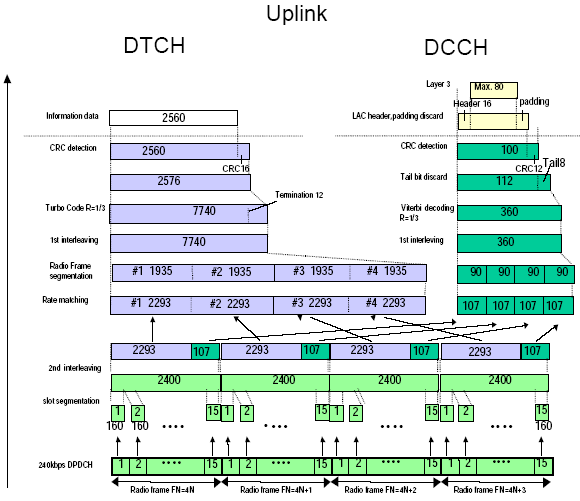 Uplink
DTCH
DCCH
Layer 3
Max. 80
Header 16
padding
Information data
2560
LAC header,padding discard
CRC detection
2560
CRC detection
100
CRC16
CRC12
Tail8
2576
Tail bit discard
112
Termination 12
Turbo Code R=1/3
7740
Viterbi decoding
R=1/3
360
1st interleaving
7740
1st interleving
360
Radio Frame
segmentation
#1 1935
#2 1935
#3 1935
#4 1935
90
90
90
90
Rate matching
#1 2293
#2 2293
#3 2293
#4 2293
107
107
107
107
2293
107
2293
107
2293
107
2293
107
2nd interleaving
2400
2400
2400
2400
slot segmentation
1
2
15
1
2
15
1
2
15
1
2
15
160
160
....
....
....
....
160
240kbps DPDCH
1
2
....
15
1
2
....
15
1
2
....
15
1
2
....
15
Radio frame FN=4N
Radio frame FN=4N+1
Radio frame FN=4N+2
Radio frame FN=4N+3